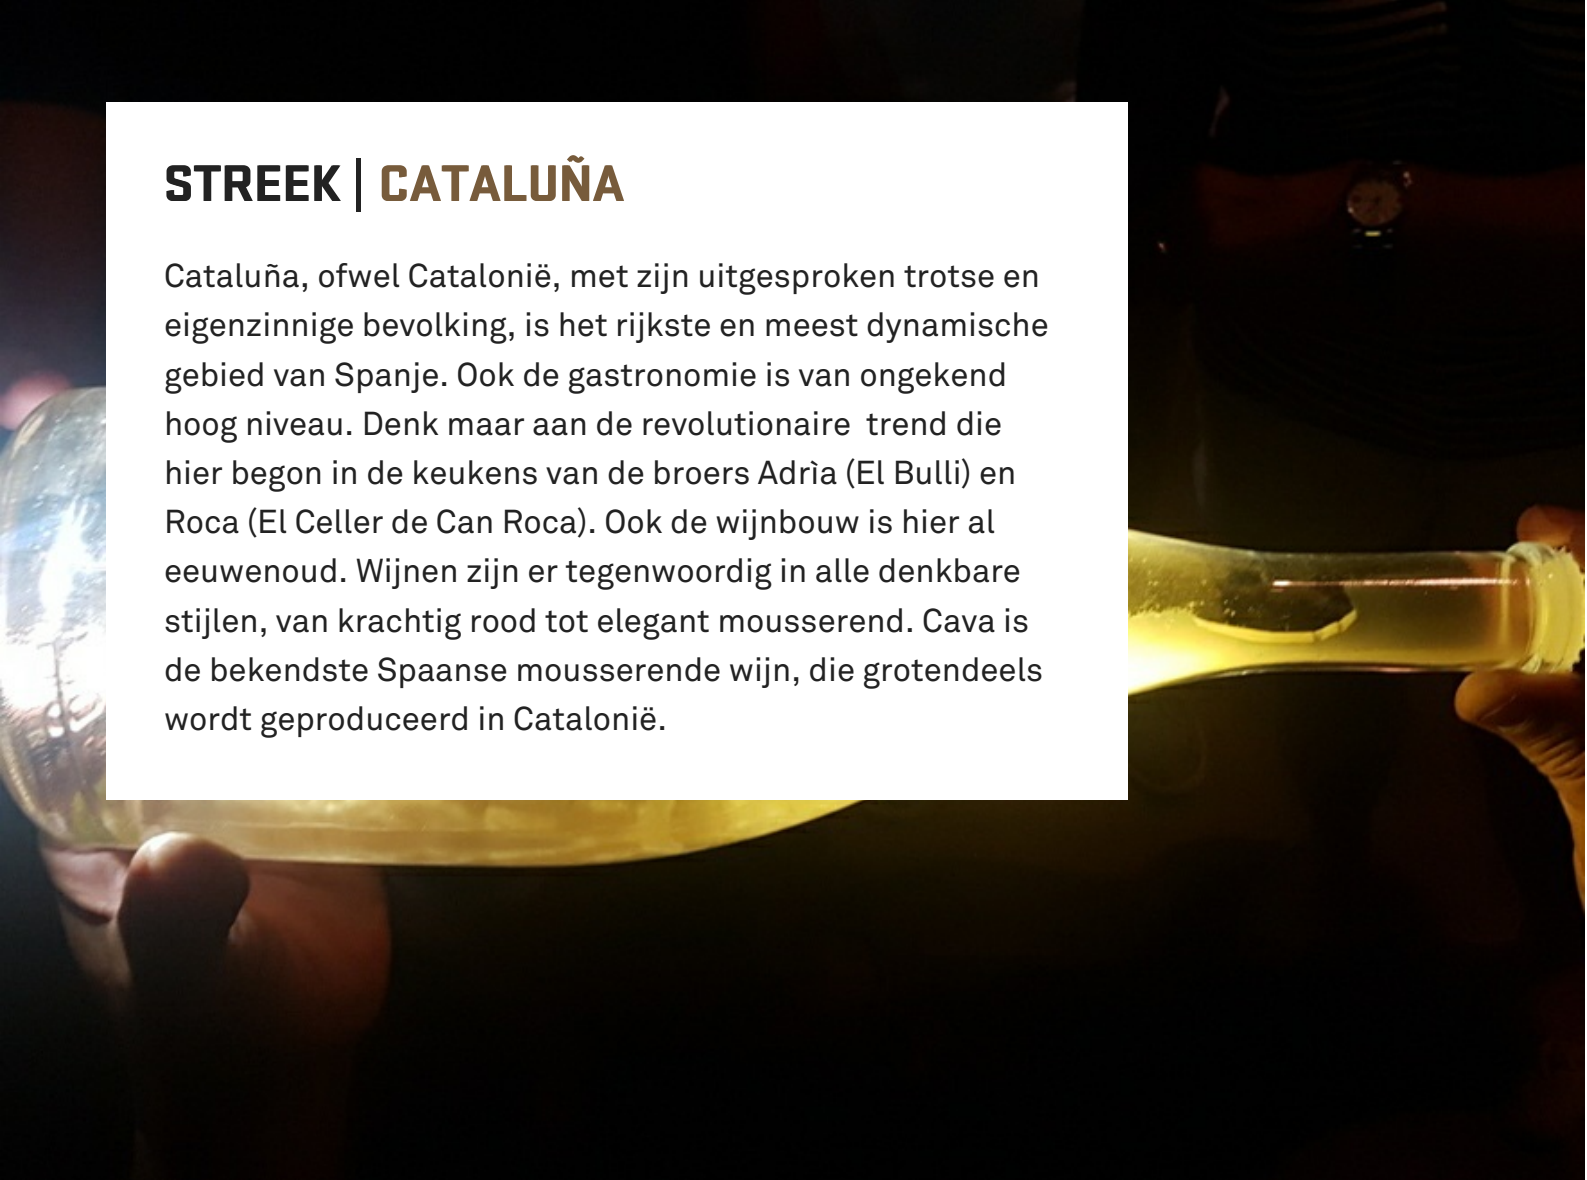 STREEK | CATALUÑA
Cataluña, ofwel Catalonië, met zijn uitgesproken trotse en
eigenzinnige bevolking, is het rijkste en meest dynamische
gebied van Spanje. Ook de gastronomie is van ongekend
hoog niveau. Denk maar aan de revolutionaire  trend die
hier begon in de keukens van de broers Adrìa (El Bulli) en
Roca (El Celler de Can Roca). Ook de wijnbouw is hier al
eeuwenoud. Wijnen zijn er tegenwoordig in alle denkbare
stijlen, van krachtig rood tot elegant mousserend. Cava is
de bekendste Spaanse mousserende wijn, die grotendeels
wordt geproduceerd in Catalonië.